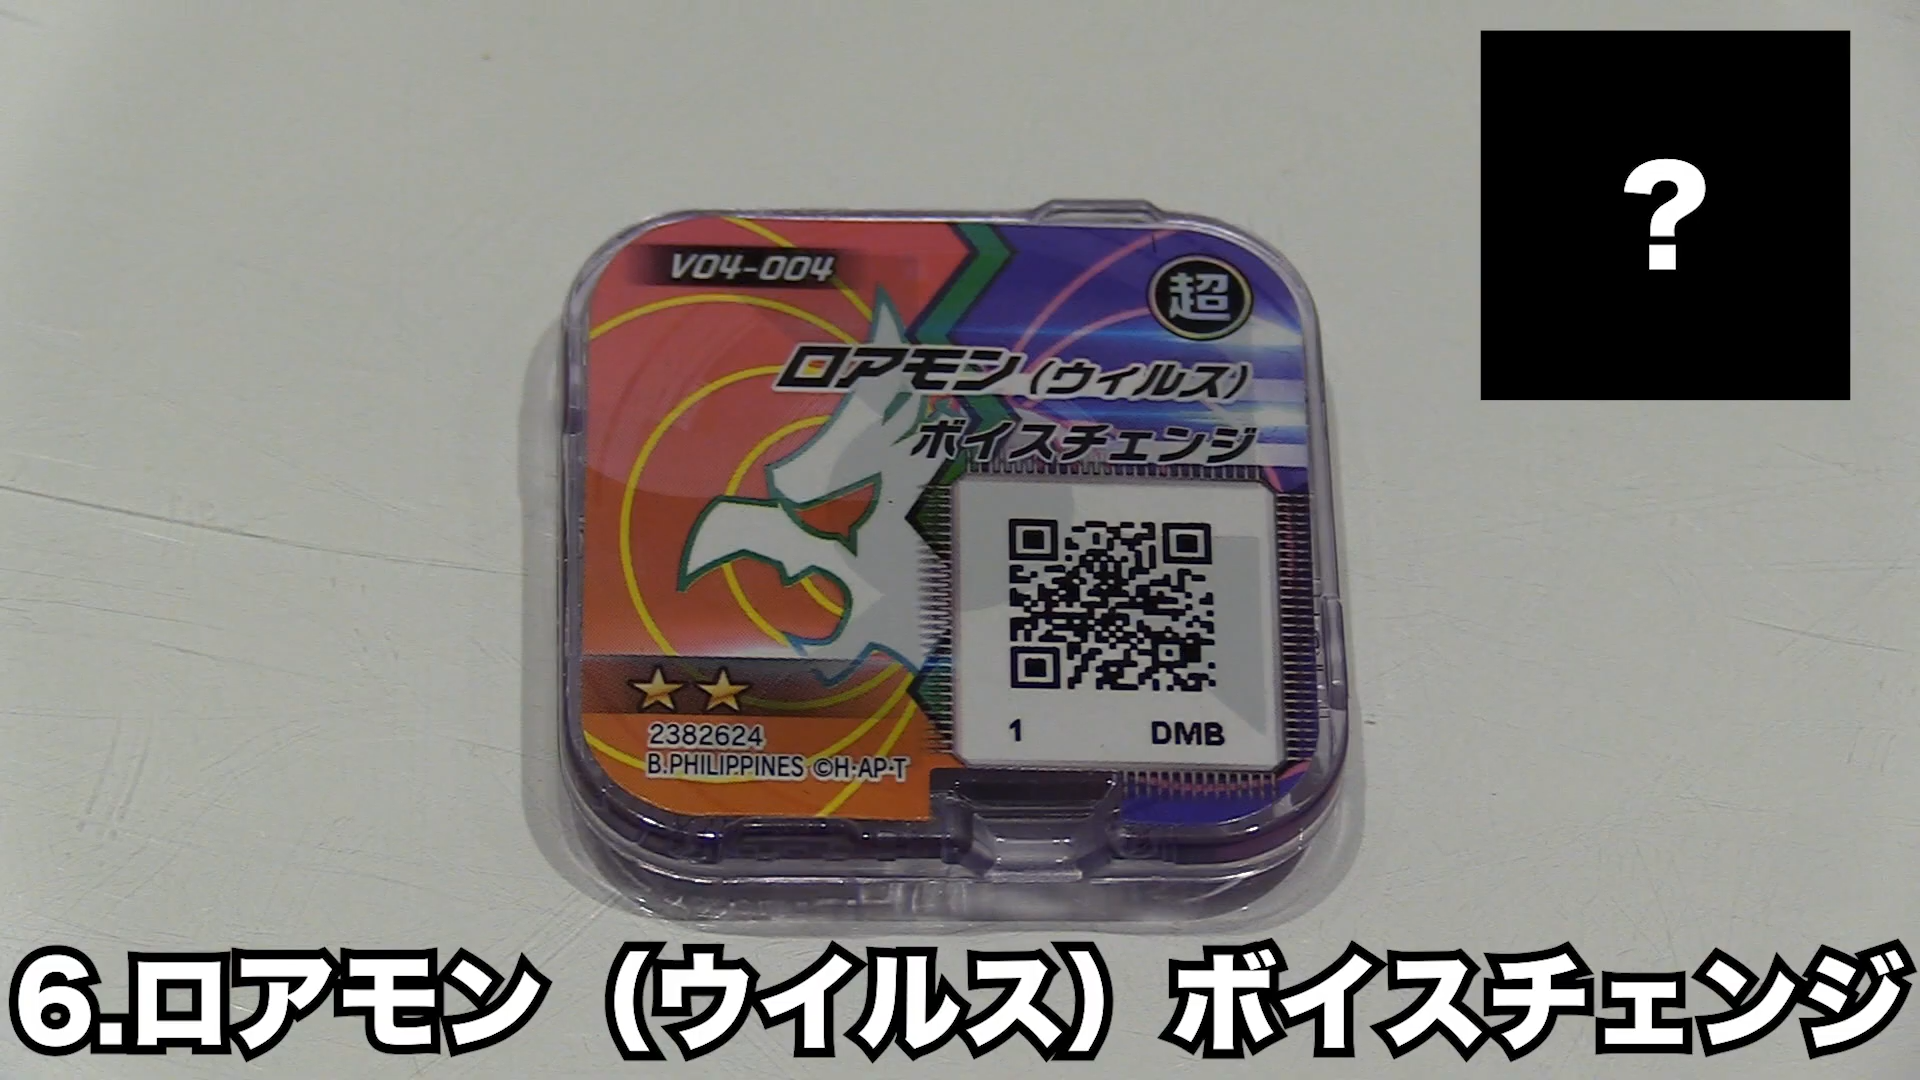 ?
V04-004
超
ロアモン（ウィルス）
ボイスチェンジ
2382624
1 DMB
B.PHILIPPINES ©H·AP·T
6.ロアモン（ウイルス）ボイスチェンジ